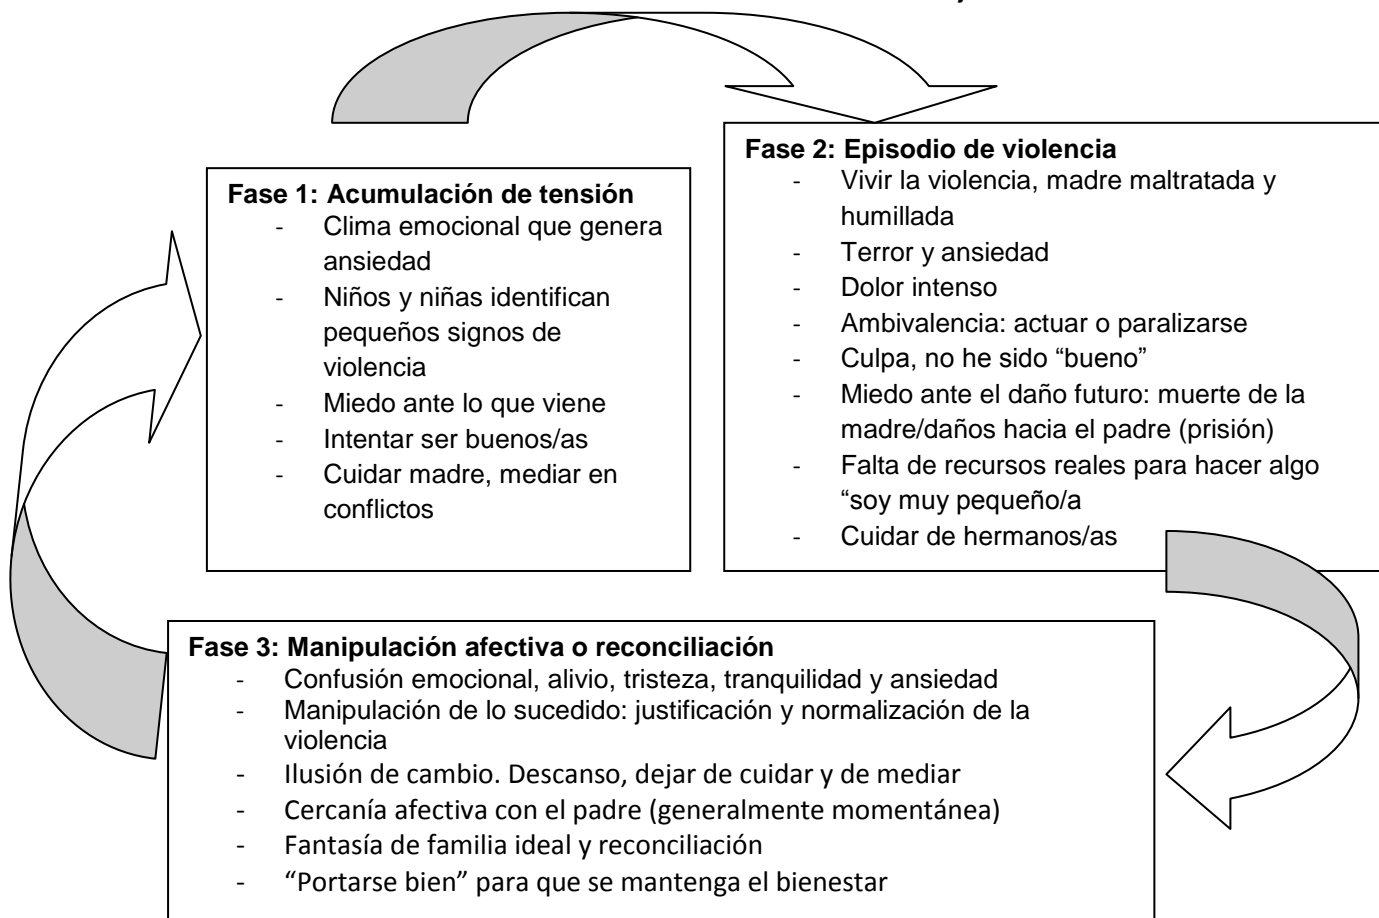 Fase 1: Acumulación de tensión
- Clima emocional que genera
ansiedad
- Niños y niñas identifican
pequeños signos de
violencia
- Miedo ante lo que viene
- Intentar ser buenos/as
- Cuidar madre, mediar en
conflictos
Fase 2: Episodio de violencia
- Vivir la violencia, madre maltratada y
humillada
- Terror y ansiedad
- Dolor intenso
- Ambivalencia: actuar o paralizarse
- Culpa, no he sido “bueno”
- Miedo ante el daño futuro: muerte de la
madre/daños hacia el padre (prisión)
- Falta de recursos reales para hacer algo
“soy muy pequeño/a
- Cuidar de hermanos/as
Fase 3: Manipulación afectiva o reconciliación
- Confusión emocional, alivio, tristeza, tranquilidad y ansiedad
- Manipulación de lo sucedido: justificación y normalización de la
violencia
- Ilusión de cambio. Descanso, dejar de cuidar y de mediar
- Cercanía afectiva con el padre (generalmente momentánea)
- Fantasía de familia ideal y reconciliación
- “Portarse bien” para que se mantenga el bienestar